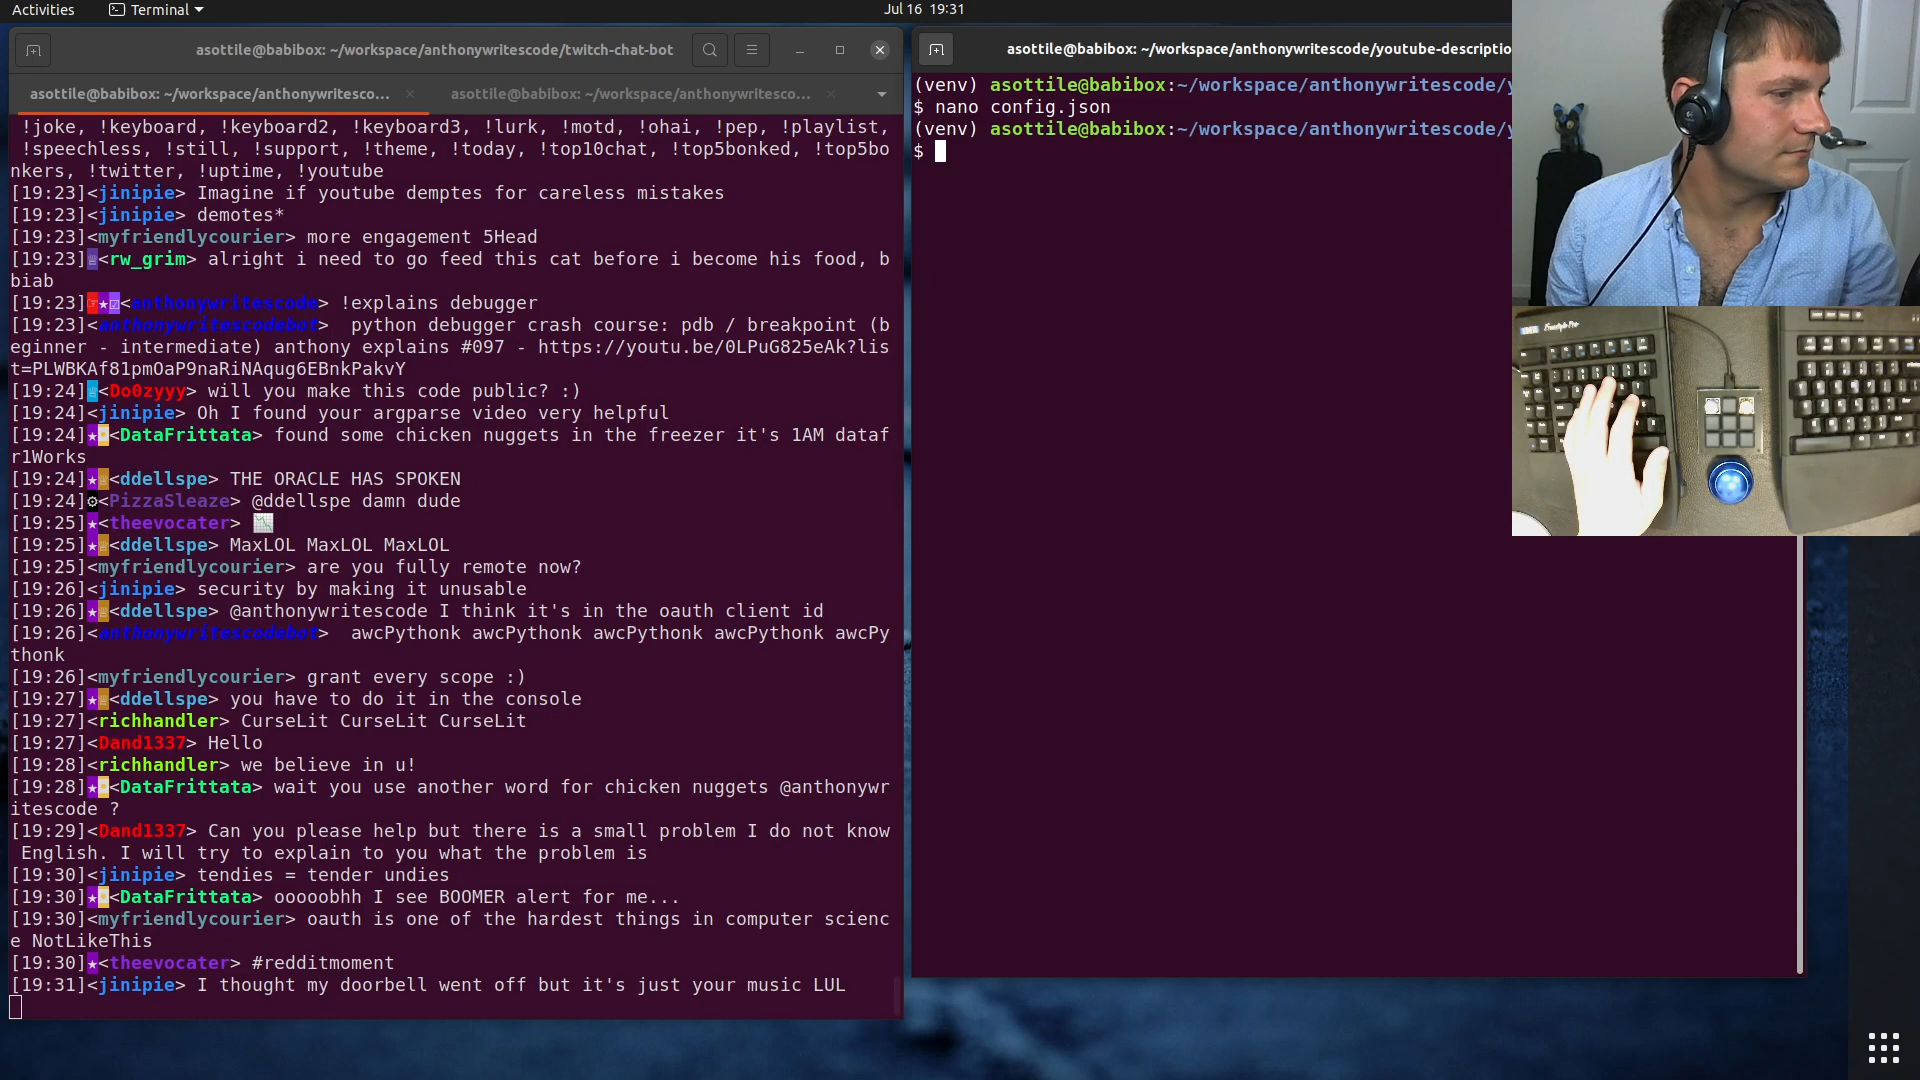 Activities
Terminal
Jul 16  19:31
asottile@babibox: ~/workspace/anthonywritescode/twitch-chat-bot
asottile@babibox: ~/workspace/anthonywritesco...
asottile@babibox: ~/workspace/anthonywritesco...
!joke, !keyboard, !keyboard2, !keyboard3, !lurk, !motd, !ohai, !pep, !playlist,
!speechless, !still, !support, !theme, !today, !top10chat, !top5bonked, !top5bo
nkers, !twitter, !uptime, !youtube
[19:23]<jinipie> Imagine if youtube demptes for careless mistakes
[19:23]<jinipie> demotes*
[19:23]<myfriendlycourier> more engagement 5Head
[19:23]<rw_grim> alright i need to go feed this cat before i become his food, b
biab
[19:23]<anthonywritescode> !explains debugger
[19:23]<anthonywritescodebot>  python debugger crash course: pdb / breakpoint (b
eginner - intermediate) anthony explains #097 - https://youtu.be/0LPuG825eAk?lis
t=PLWBKAf81pmOaP9naRiNAqug6EBnkPakvY
[19:24]<Do0zyyy> will you make this code public? :)
[19:24]<jinipie> Oh I found your argparse video very helpful
[19:24]<DataFrittata> found some chicken nuggets in the freezer it's 1AM dataf
r1Works
[19:24]<ddellspe> THE ORACLE HAS SPOKEN
[19:24]<PizzaSleaze> @ddellspe damn dude
[19:25]<theevocater>
[19:25]<ddellspe> MaxLOL MaxLOL MaxLOL
[19:25]<myfriendlycourier> are you fully remote now?
[19:26]<jinipie> security by making it unusable
[19:26]<ddellspe> @anthonywritescode I think it's in the oauth client id
[19:26]<anthonywritescodebot>  awcPythonk awcPythonk awcPythonk awcPythonk awcPy
thonk
[19:26]<myfriendlycourier> grant every scope :)
[19:27]<ddellspe> you have to do it in the console
[19:27]<richhandler> CurseLit CurseLit CurseLit
[19:27]<Dand1337> Hello
[19:28]<richhandler> we believe in u!
[19:28]<DataFrittata> wait you use another word for chicken nuggets @anthonywr
itescode ?
[19:29]<Dand1337> Can you please help but there is a small problem I do not know
English. I will try to explain to you what the problem is
[19:30]<jinipie> tendies = tender undies
[19:30]<DataFrittata> ooooobhh I see BOOMER alert for me...
[19:30]<myfriendlycourier> oauth is one of the hardest things in computer scienc
e NotLikeThis
[19:30]<theevocater> #redditmoment
[19:31]<jinipie> I thought my doorbell went off but it's just your music LUL
asottile@babibox: ~/workspace/anthonywritescode/youtube-descriptio
(venv) asottile@babibox:~/workspace/anthonywritescode/y
$ nano config.json
(venv) asottile@babibox:~/workspace/anthonywritescode/y
$
Freestyle Pro